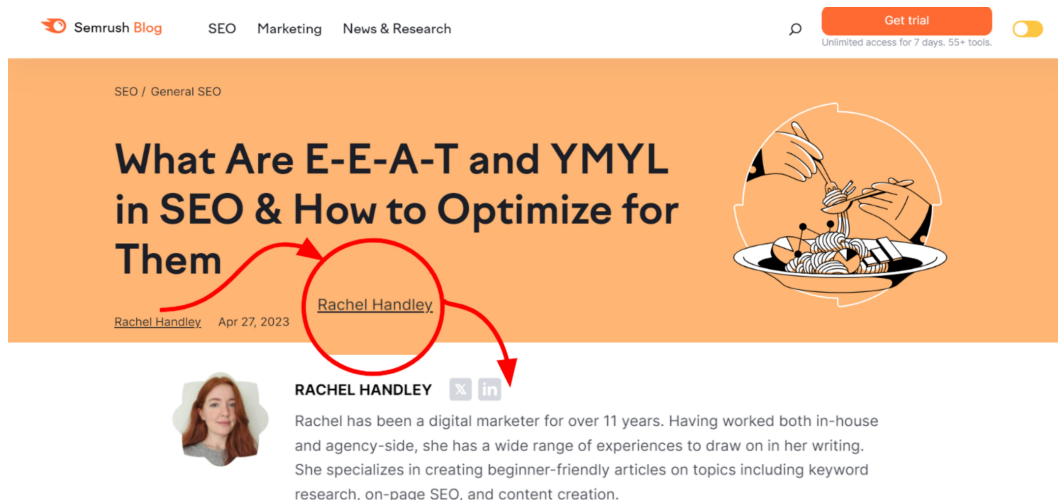 Semrush Blog SEO Marketing News & Research Get trial
Unlimited access for 7 days. 55+ tools.
SEO / General SEO
What Are E-E-A-T and YMYL
in SEO & How to Optimize for
Them
Rachel Handley
Rachel Handley Apr 27, 2023
RACHEL HANDLEY X in
Rachel has been a digital marketer for over 11 years. Having worked both in-house
and agency-side, she has a wide range of experiences to draw on in her writing.
She specializes in creating beginner-friendly articles on topics including keyword
research, on-page SEO, and content creation.